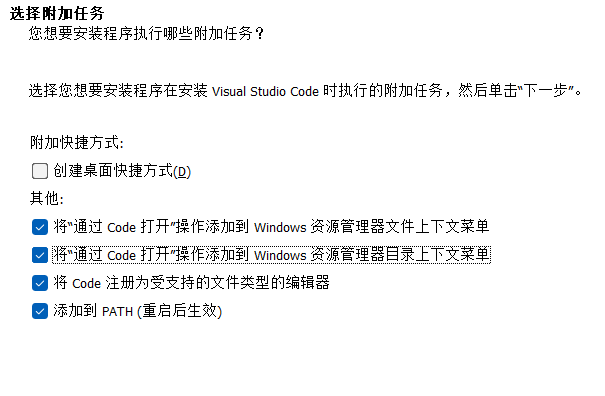 选择附加任务
您想要安装程序执行哪些附加任务？
选择您想要安装程序在安装 Visual Studio Code 时执行的附加任务，然后单击“下一步”。
附加快捷方式:
创建桌面快捷方式(D)
其他:
将“通过 Code 打开”操作添加到 Windows 资源管理器文件上下文菜单
将“通过 Code 打开”操作添加到 Windows 资源管理器目录上下文菜单
将 Code 注册为受支持的文件类型的编辑器
添加到 PATH (重启后生效)